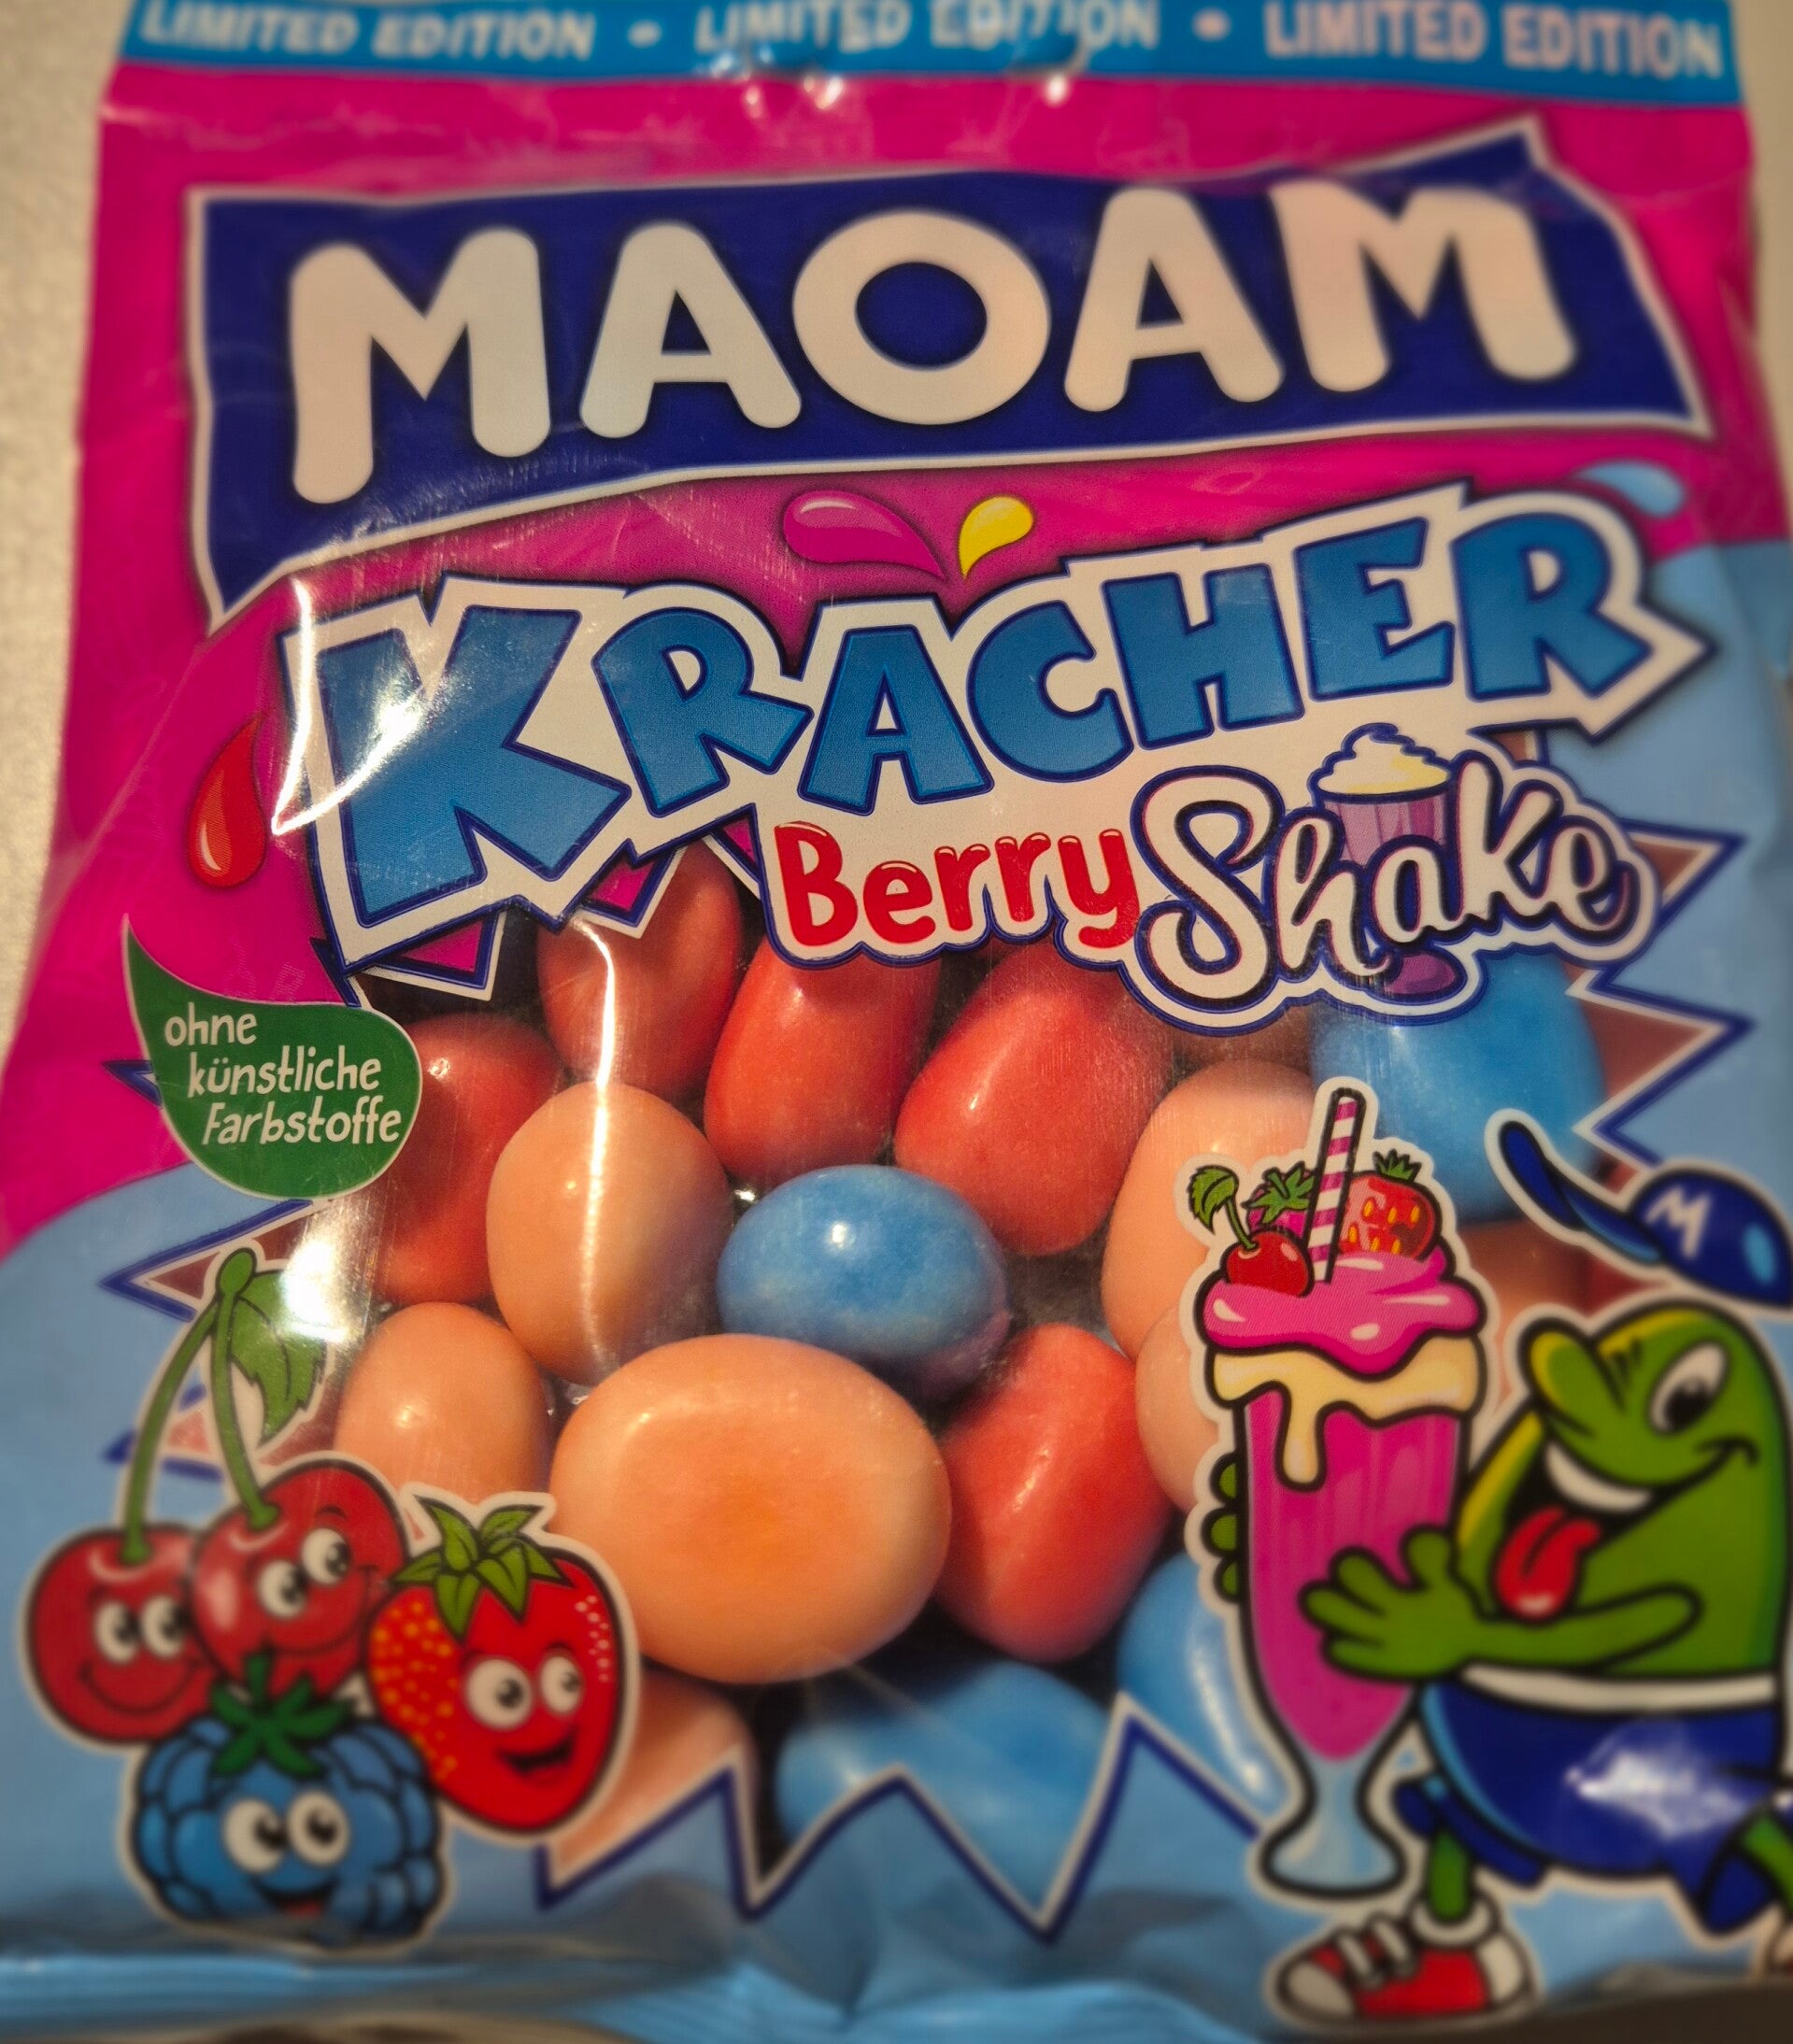 LIMITED EDITION • LIMITED EDITION • LIMITED EDITION
MAOAM
KRACHER
Berry Shake
ohne
künstliche
Farbstoffe
M